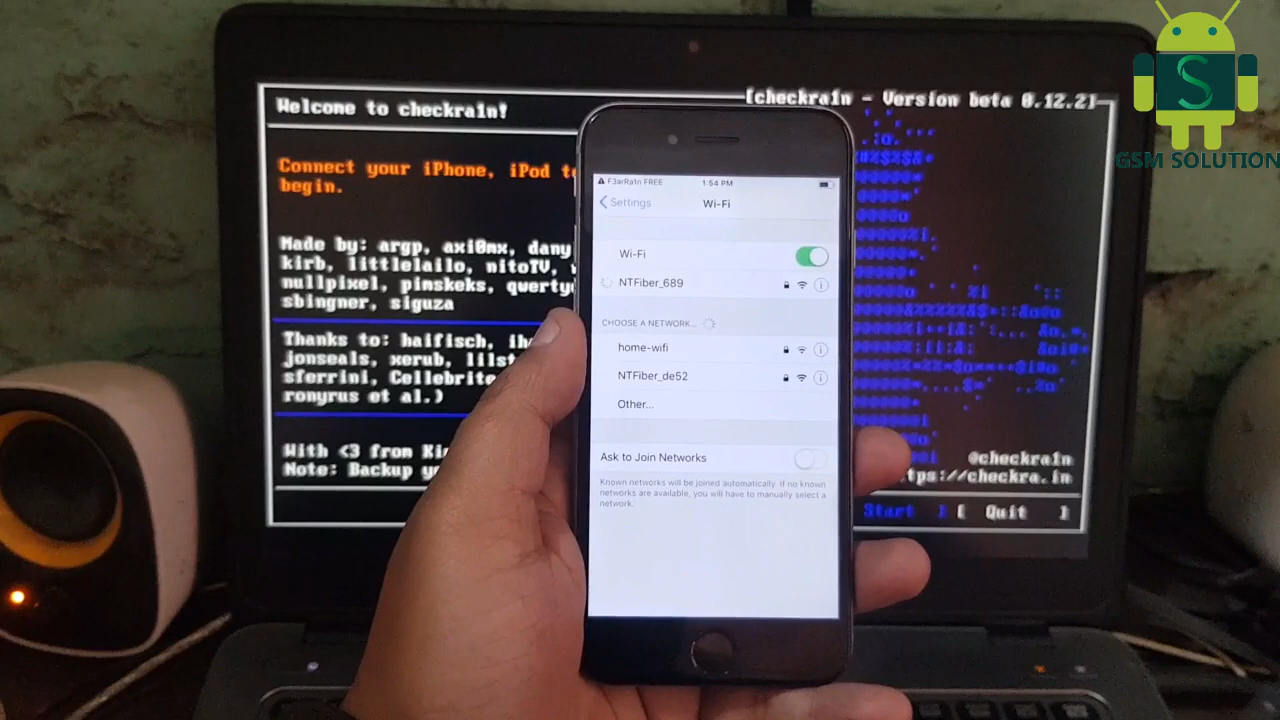 Welcome to checkra1n!
[checkra1n - Version beta 0.12.2]
Connect your iPhone, iPod
begin.
Made by: argp, axi0mx, dany
kirb, littlelailo, nitoTV,
nullpixel, pimskeks,
sbingner, siguza
Thanks to: haifisch,
jonseals, xerub,
sferrini, Cellebrite
ronyrus et al.)
With <3 from
Note: Backup
@checkra1n
https://checkra.in
Start ] [ Quit ]
F3arRa1n FREE
1:54 PM
Settings
Wi-Fi
Wi-Fi
NTFiber_689
CHOOSE A NETWORK...
home-wifi
NTFiber_de52
Other...
Ask to Join Networks
Known networks will be joined automatically. If no known
networks are available, you will have to manually select a
network.
S
GSM SOLUTION